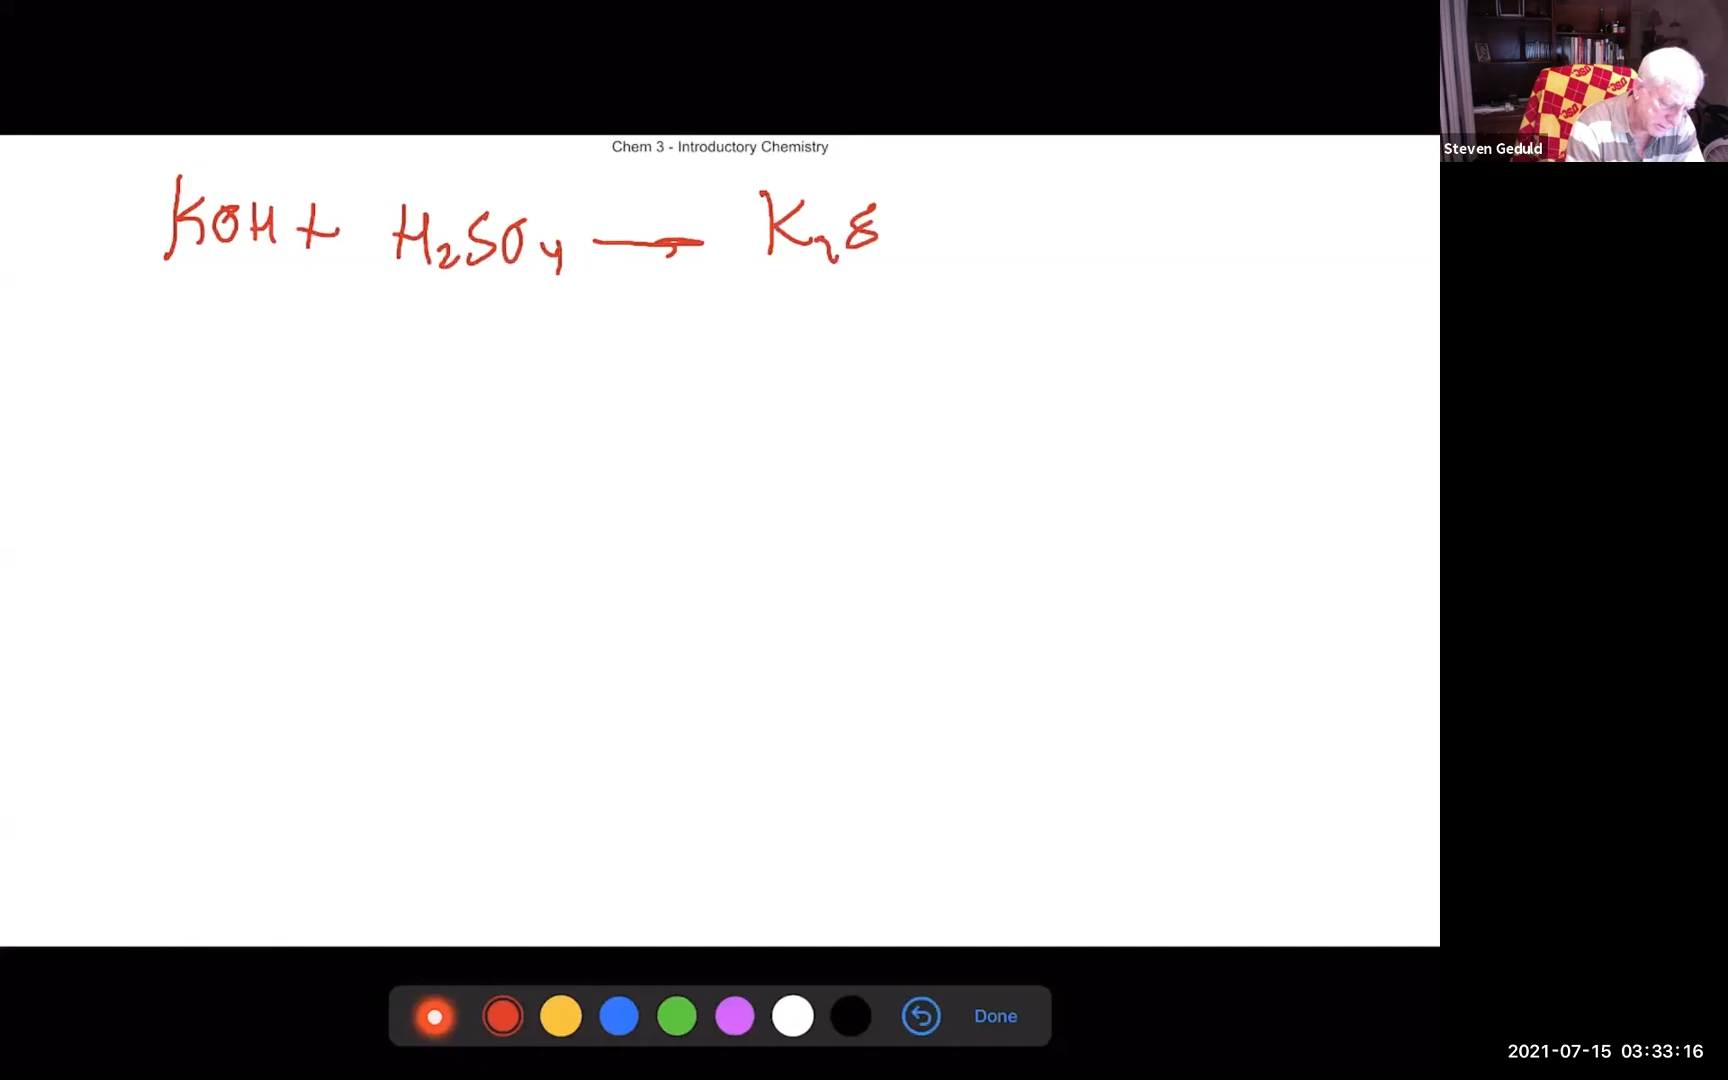 Chem 3 - Introductory Chemistry
KOH + H₂SO₄ → K₂S
Steven Geduld
Done
2021-07-15 03:33:16